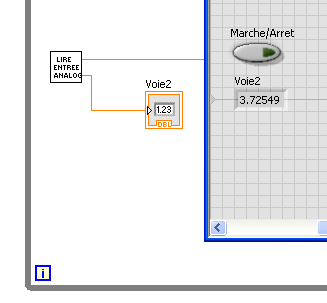 Marche/Arret
LIRE
ENTREE
ANALOG
Voie2
Voie2
1.23
3.72549
DBL
i